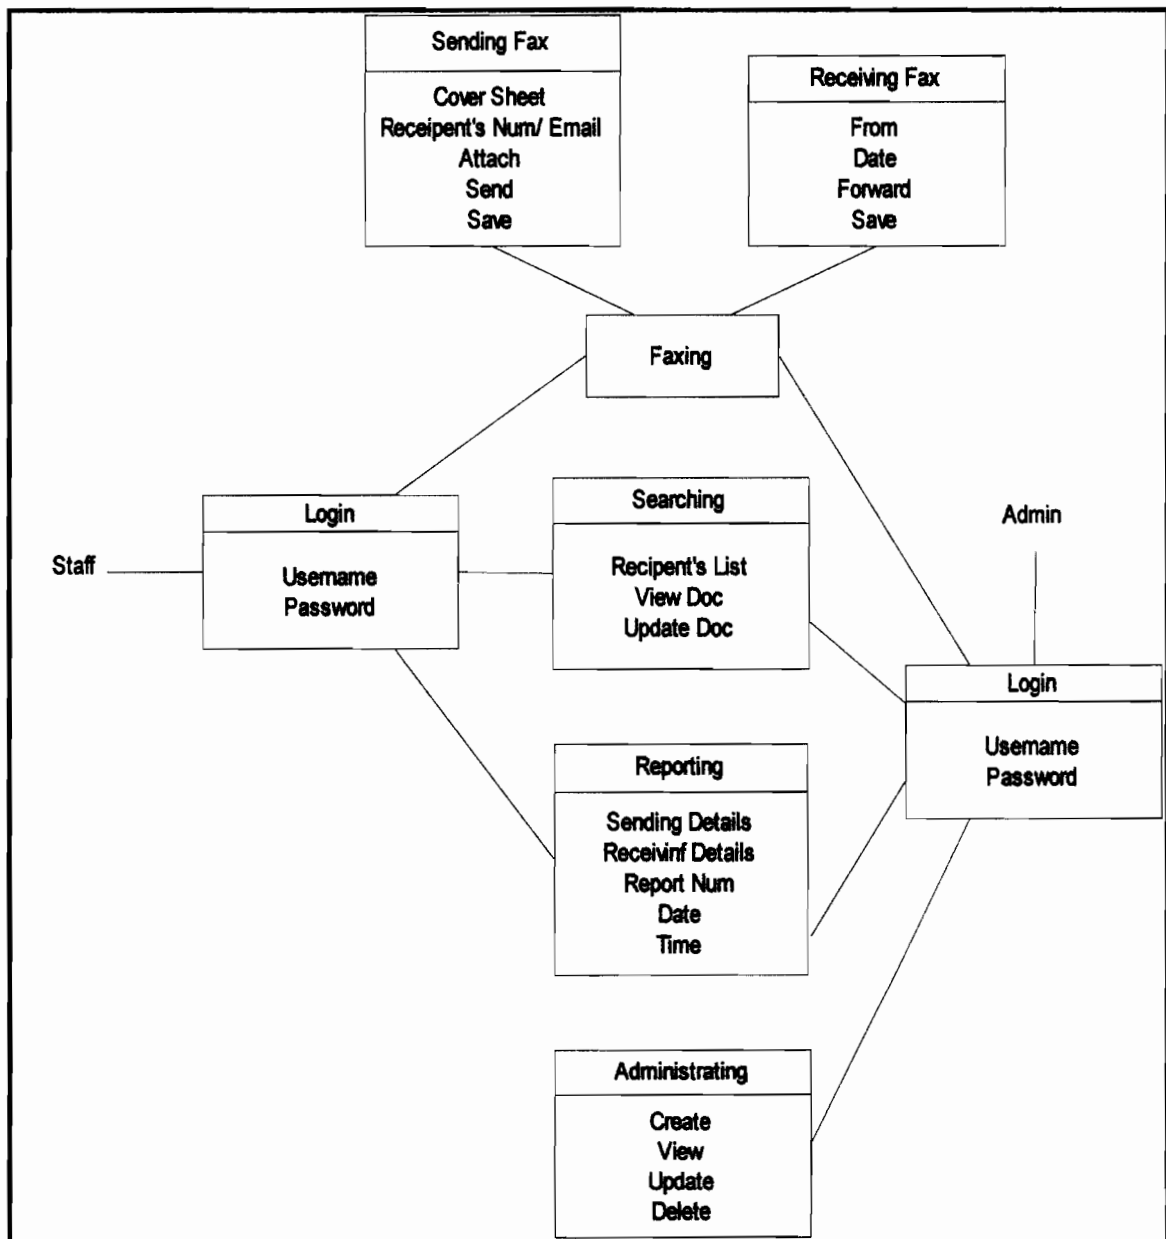 Sending Fax
Cover Sheet
Receipent's Num/ Email
Attach
Send
Save
Receiving Fax
From
Date
Forward
Save
Faxing
Staff
Login
Username
Password
Searching
Recipent's List
View Doc
Update Doc
Admin
Login
Username
Password
Reporting
Sending Details
Receivinf Details
Report Num
Date
Time
Administrating
Create
View
Update
Delete